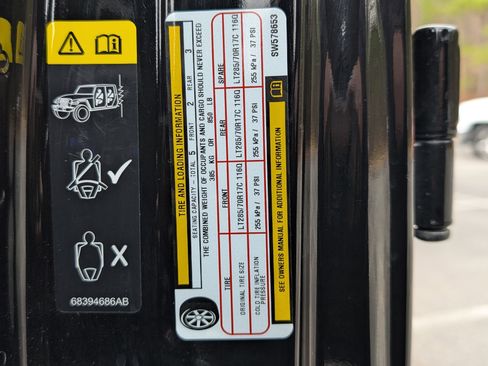 68394686AB
TIRE AND LOADING INFORMATION
SEATING CAPACITY - TOTAL 5 FRONT 2 REAR 3
THE COMBINED WEIGHT OF OCCUPANTS AND CARGO SHOULD NEVER EXCEED
385 KG OR 850 LB
TIRE FRONT REAR SPARE
ORIGINAL TIRE SIZE LT285/70R17C 116Q LT285/70R17C 116Q LT285/70R17C 116Q
COLD TIRE INFLATION
PRESSURE 255 kPa / 37 PSI 255 kPa / 37 PSI 255 kPa / 37 PSI
SEE OWNERS MANUAL FOR ADDITIONAL INFORMATION
SW578653